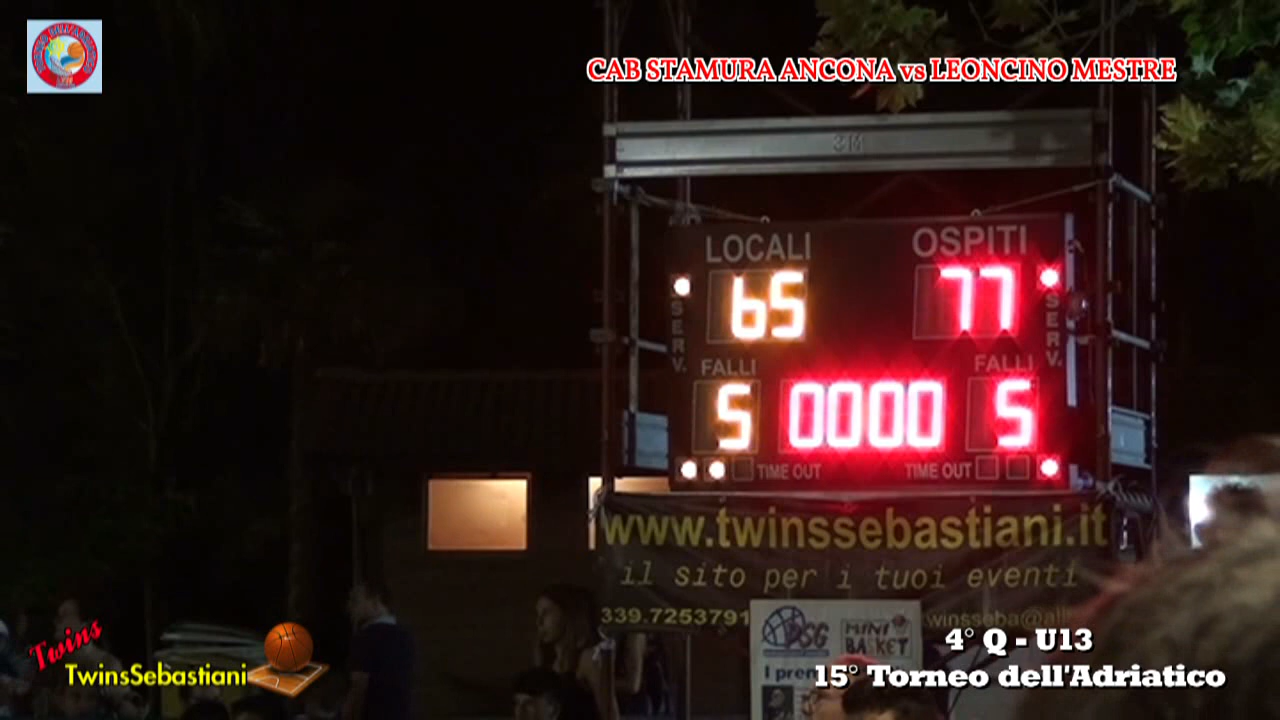 CAB STAMURA ANCONA vs LEONCINO MESTRE
LOCALI
OSPITI
65
77
SERV.
SERV.
FALLI
FALLI
5
0000
5
TIME OUT
TIME OUT
www.twinssebastiani.it
il sito per i tuoi eventi
339.7253791
MINI
BASKET
4° Q - U13
15° Torneo dell'Adriatico
Twins
TwinsSebastiani